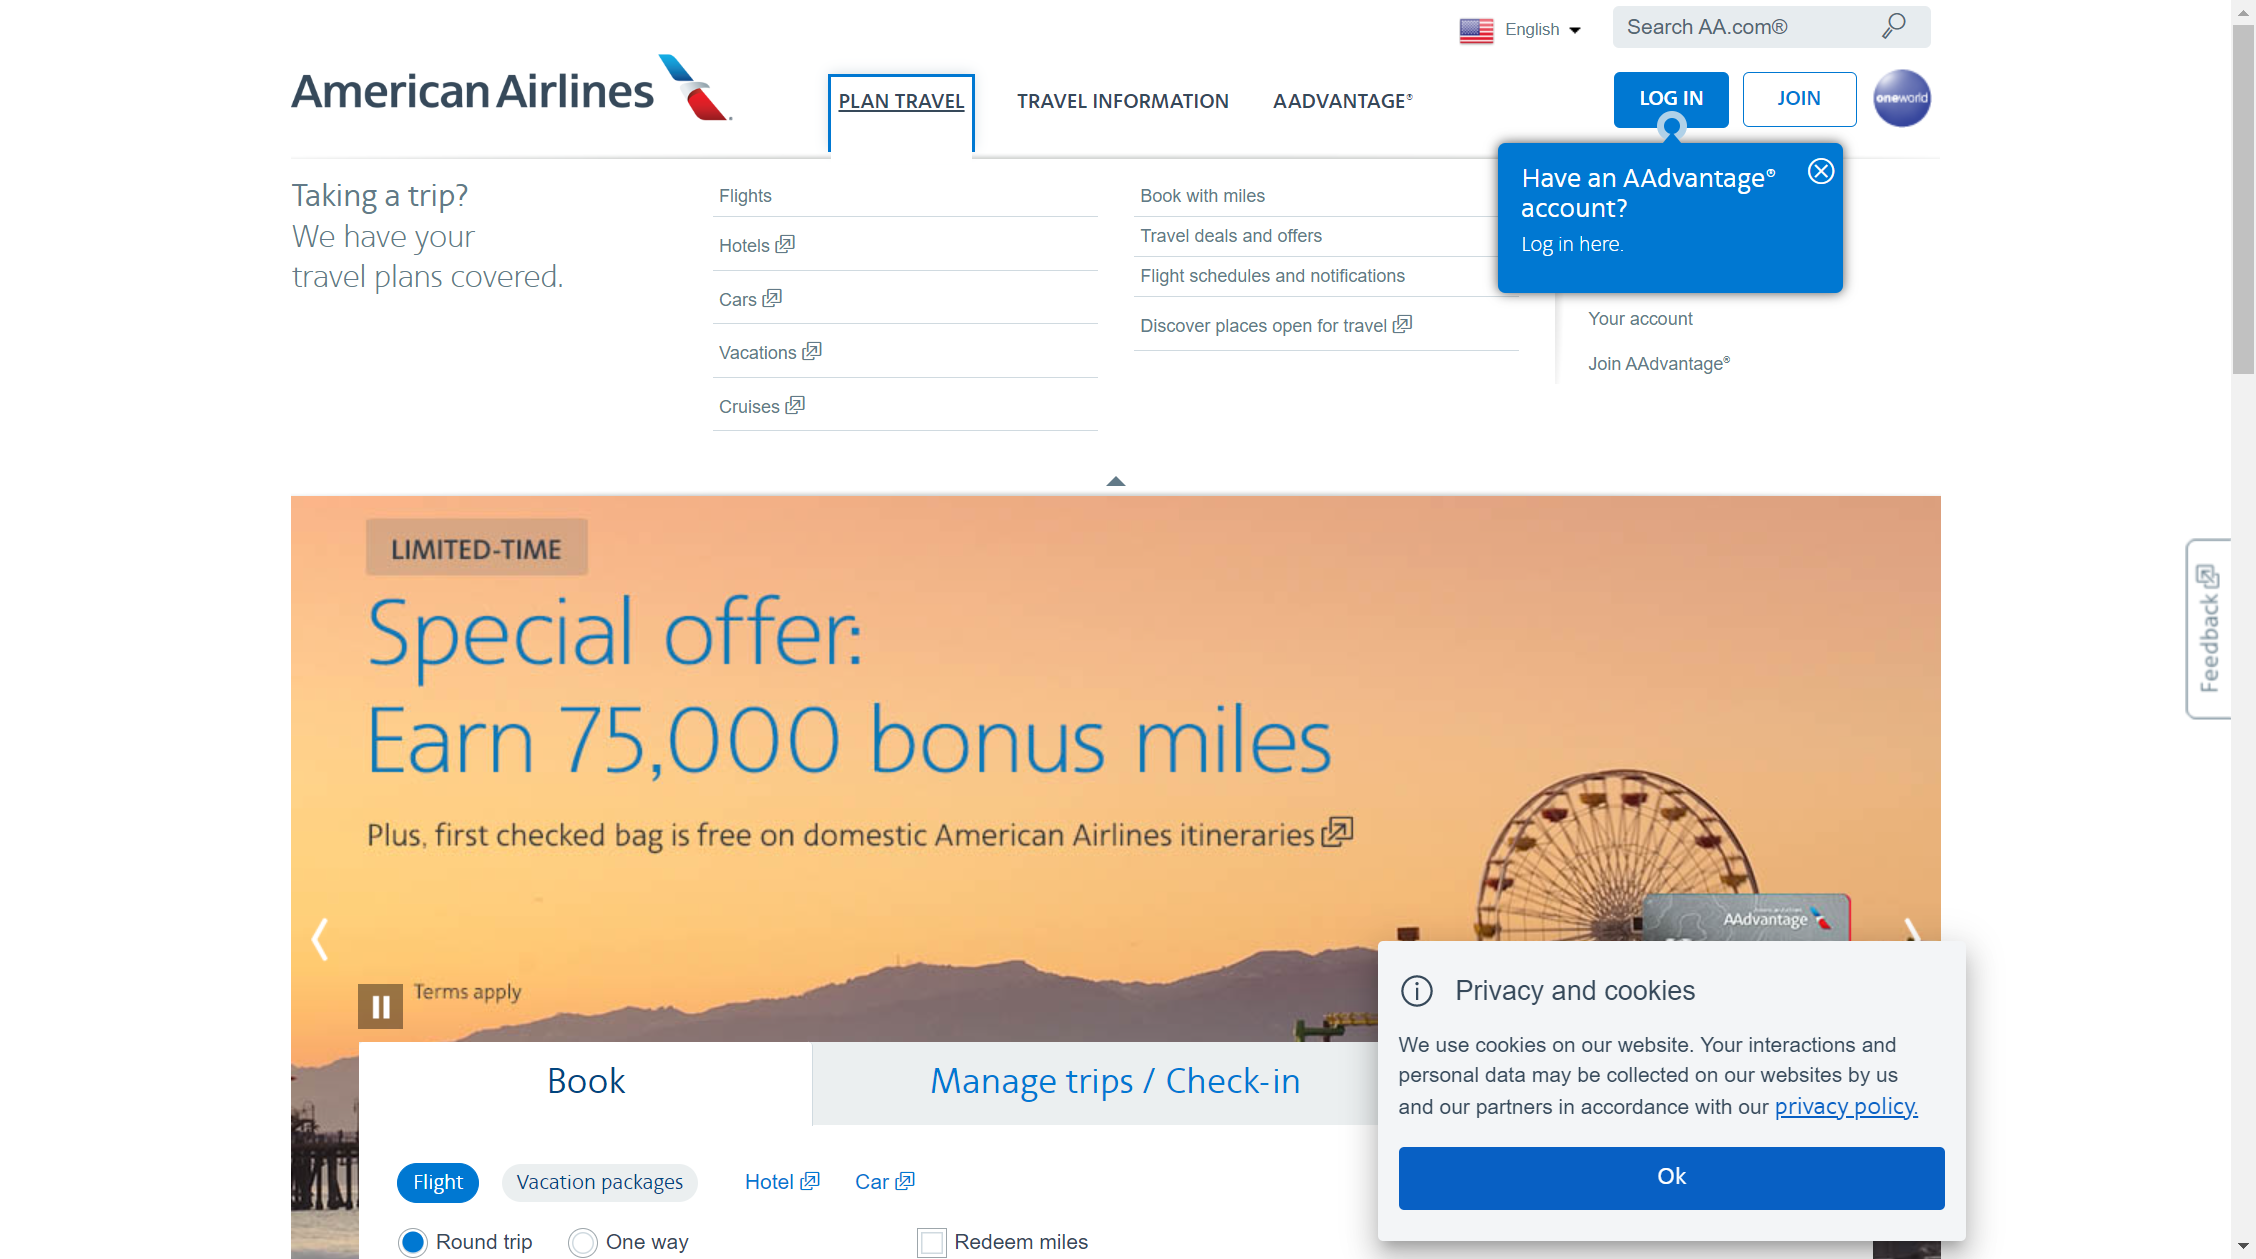 English
Search AA.com®
American Airlines
PLAN TRAVEL
TRAVEL INFORMATION
AADVANTAGE®
LOG IN
JOIN
oneworld
Taking a trip?
We have your
travel plans covered.
Flights
Hotels
Cars
Vacations
Cruises
Book with miles
Travel deals and offers
Flight schedules and notifications
Discover places open for travel
Have an AAdvantage®
account?
Log in here.
Your account
Join AAdvantage®
LIMITED-TIME
Special offer:
Earn 75,000 bonus miles
Plus, first checked bag is free on domestic American Airlines itineraries
AAdvantage
Terms apply
Feedback
Book
Manage trips / Check-in
Flight
Vacation packages
Hotel
Car
Round trip
One way
Redeem miles
Privacy and cookies
We use cookies on our website. Your interactions and
personal data may be collected on our websites by us
and our partners in accordance with our privacy policy.
Ok